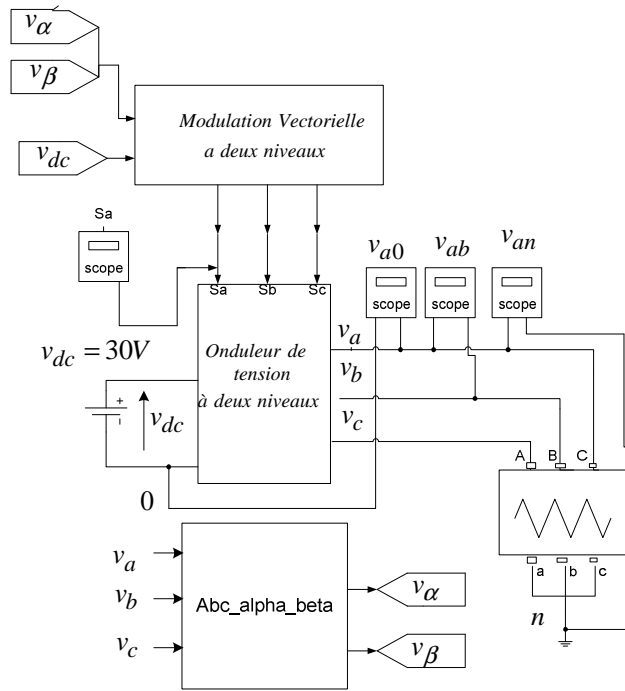 vα
vβ
vdc
Modulation Vectorielle
a deux niveaux
Sa
scope
Sa Sb Sc
va0 vab van
scope scope scope
vdc = 30V
vdc
0
Onduleur de
tension
à deux niveaux
va
vb
vc
A B C
a b c
n
va
vb
vc
Abc_alpha_beta
vα
vβ